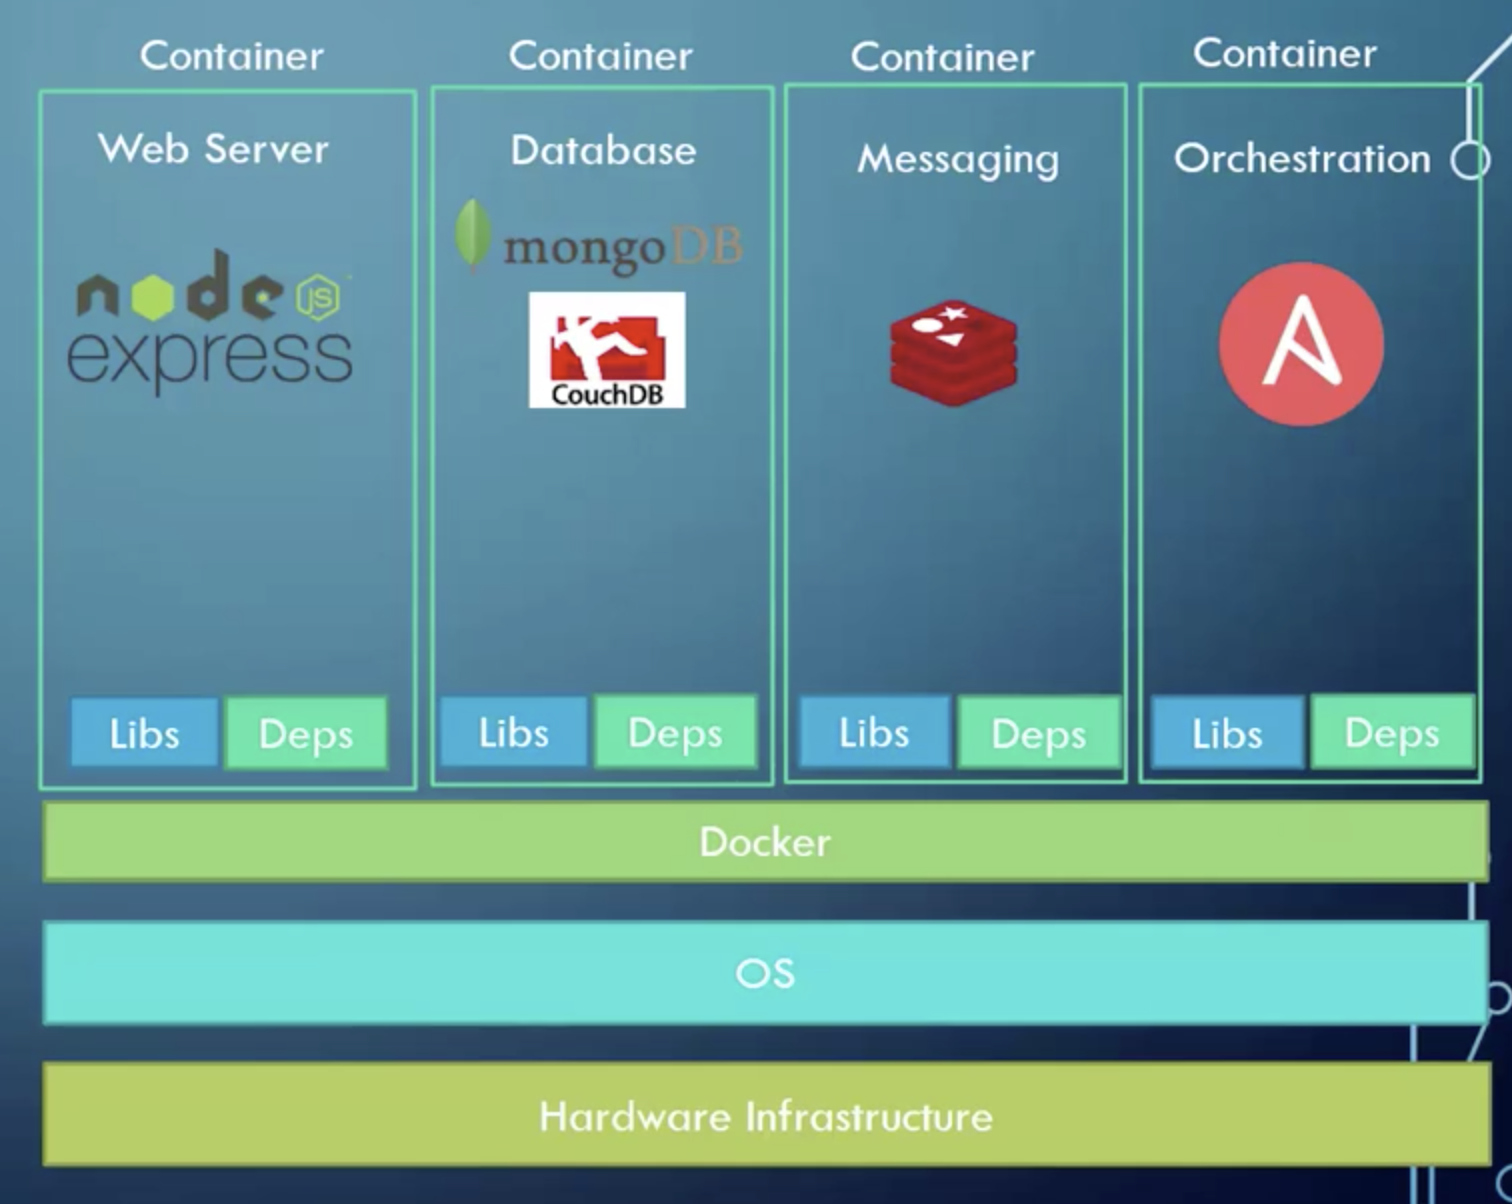 Container
Container
Container
Container
Web Server
Database
Messaging
Orchestration
mongoDB
node JS
express
CouchDB
A
Libs
Deps
Libs
Deps
Libs
Deps
Libs
Deps
Docker
OS
Hardware Infrastructure